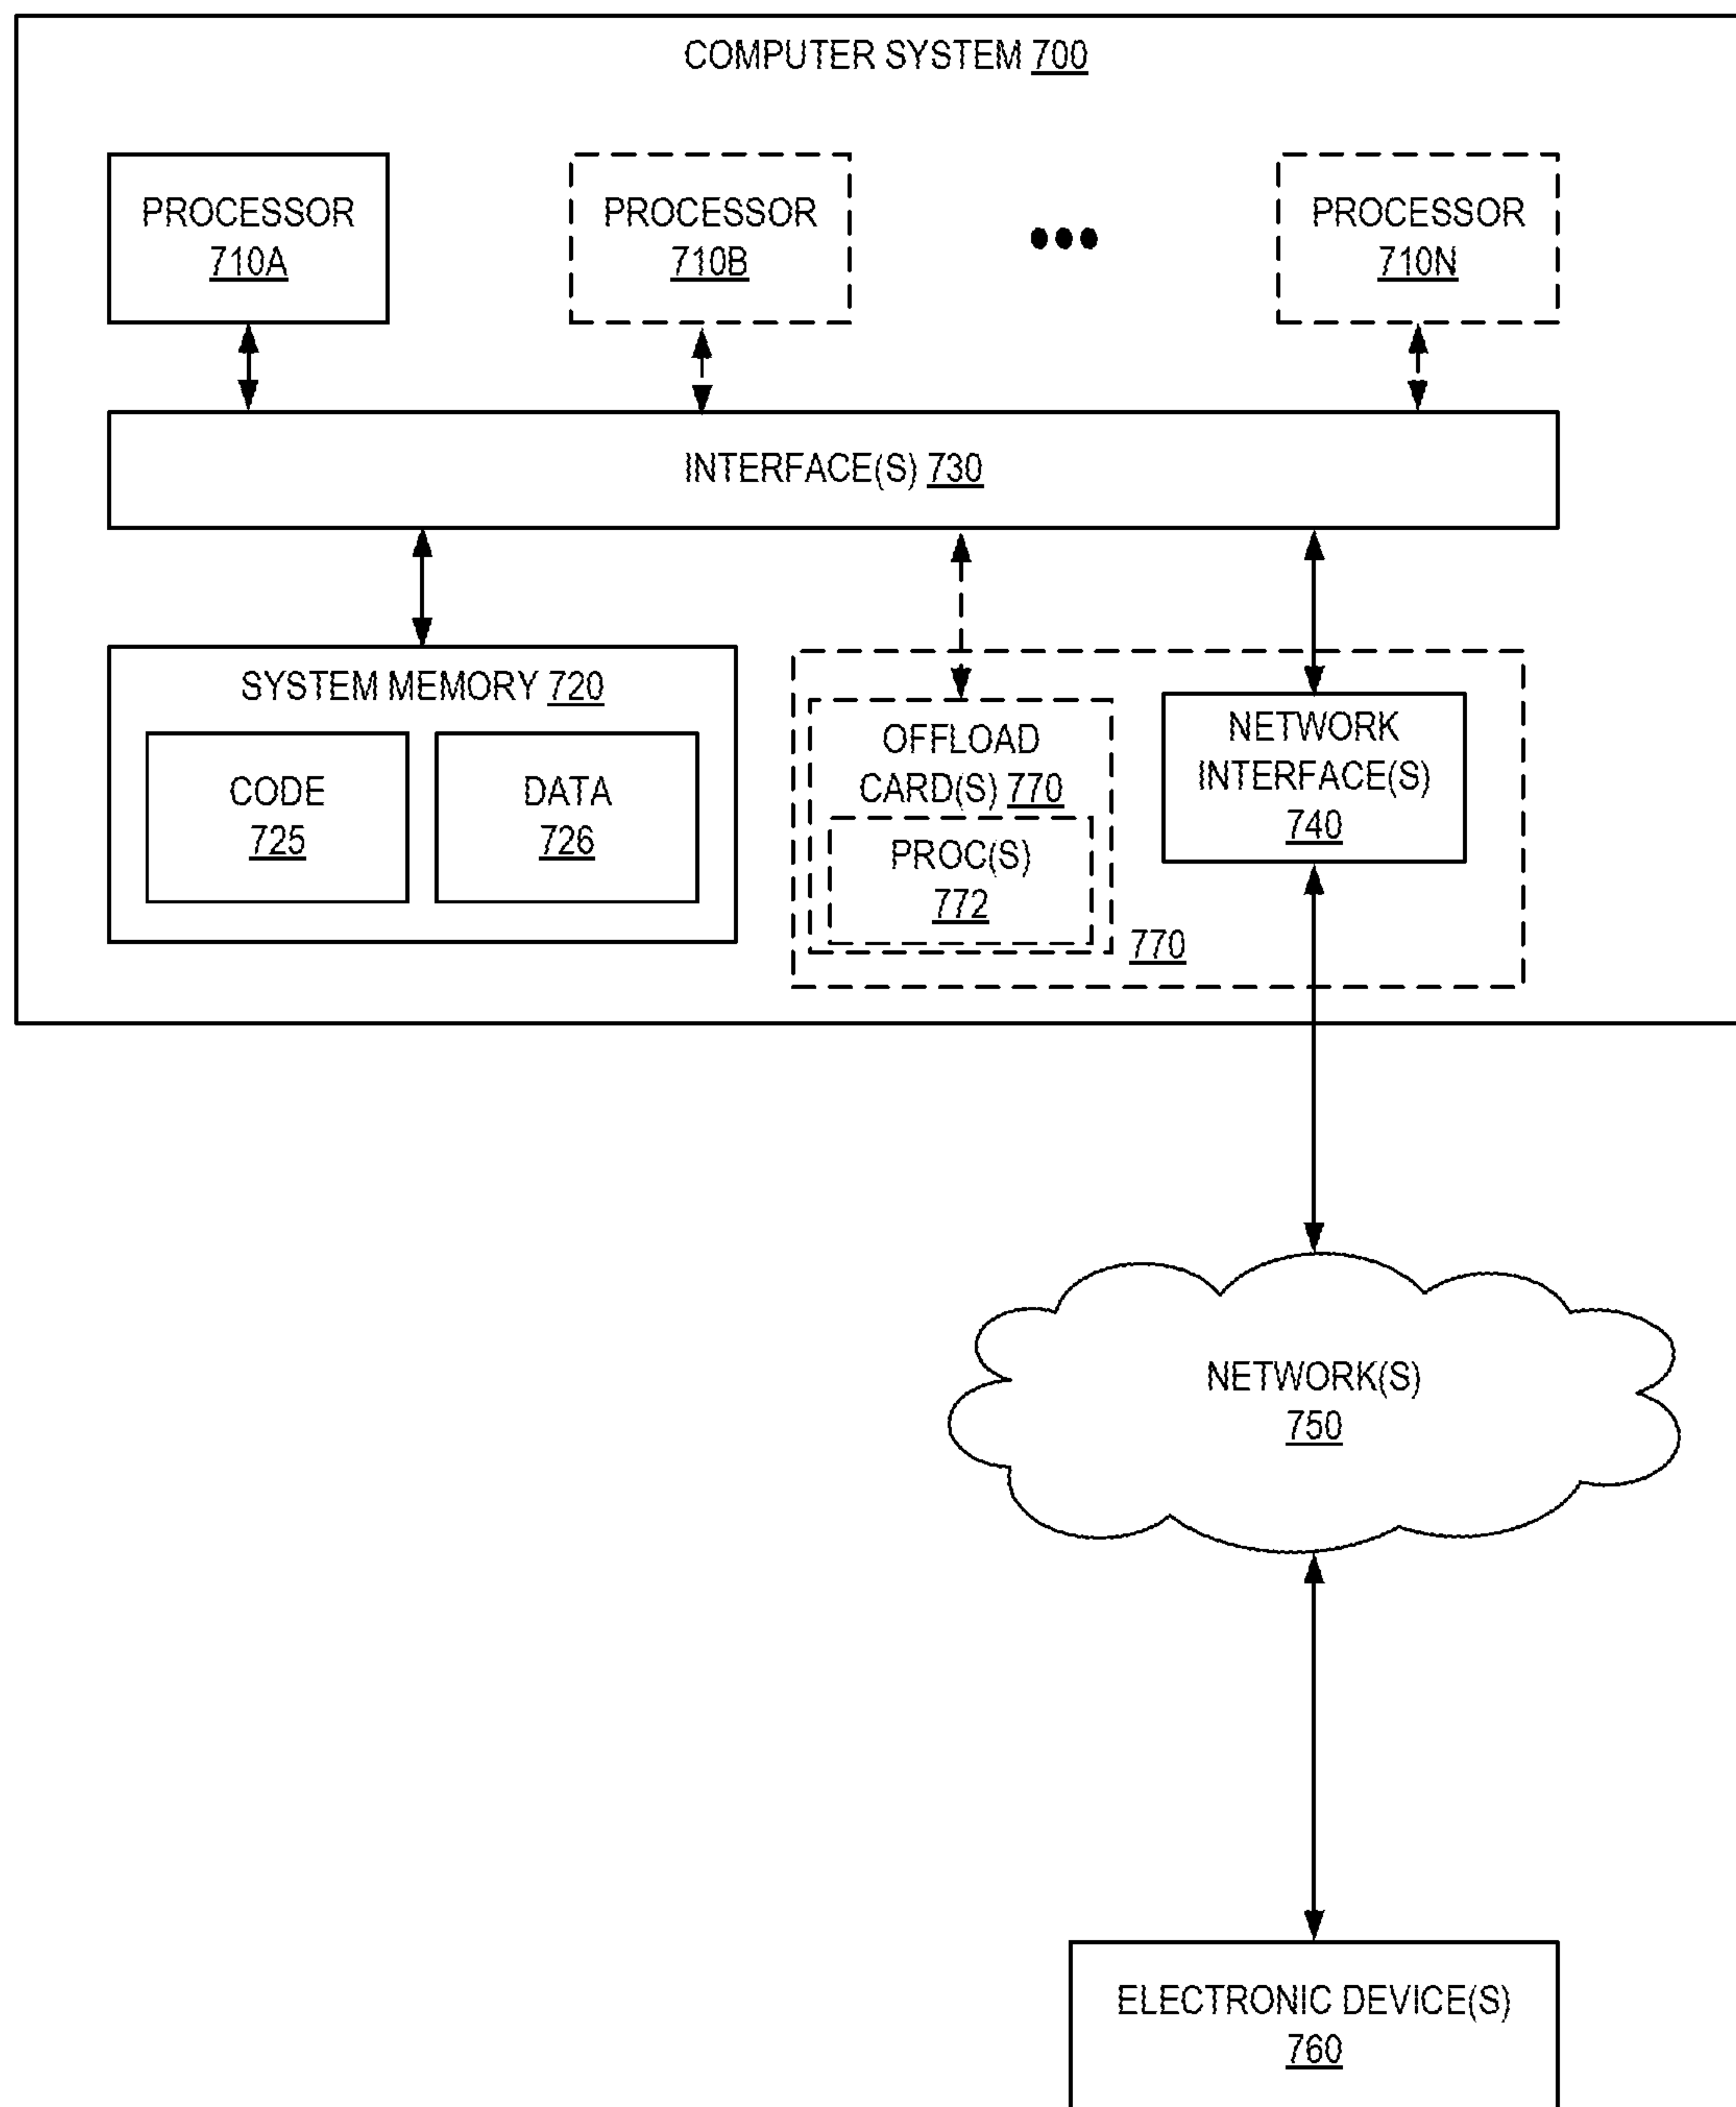 COMPUTER SYSTEM 700
PROCESSOR
710A
PROCESSOR
710B
PROCESSOR
710N
INTERFACE(S) 730
SYSTEM MEMORY 720
CODE
725
DATA
726
OFFLOAD
CARD(S) 770
PROC(S)
772
770
NETWORK
INTERFACE(S)
740
NETWORK(S)
750
ELECTRONIC DEVICE(S)
760